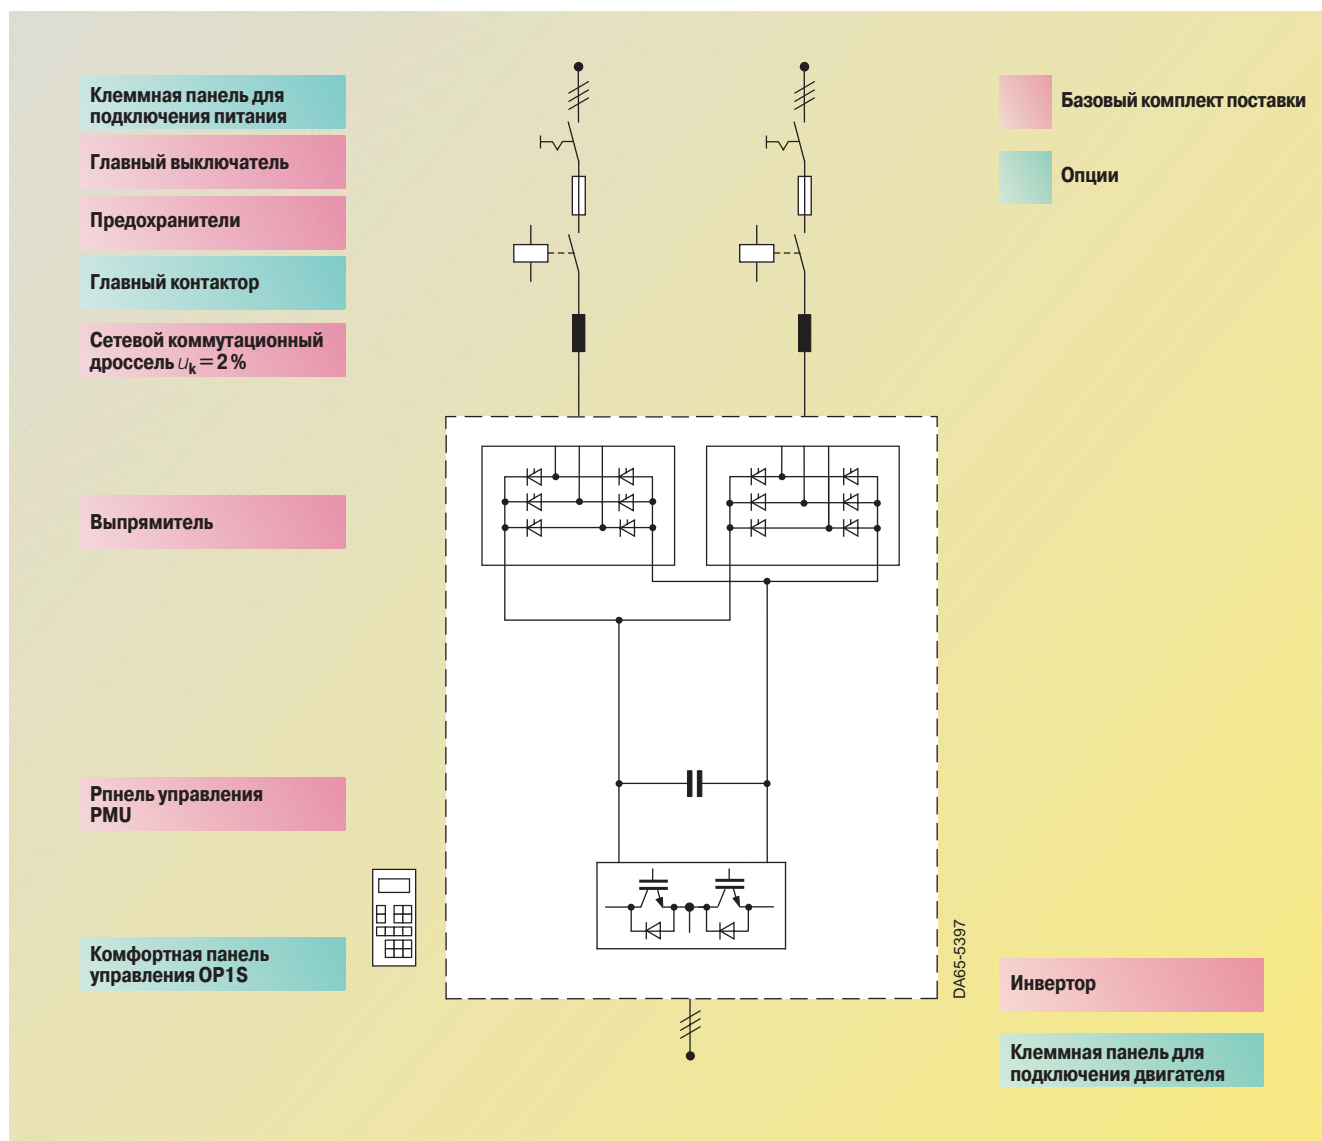 Клеммная панель для
подключения питания
Главный выключатель
Предохранители
Главный контактор
Сетевой коммутационный
дроссель uk = 2 %
Выпрямитель
Рпнель управления
PMU
Комфортная панель
управления OP1S
Базовый комплект поставки
Опции
DA65-5397
Инвертор
Клеммная панель для
подключения двигателя